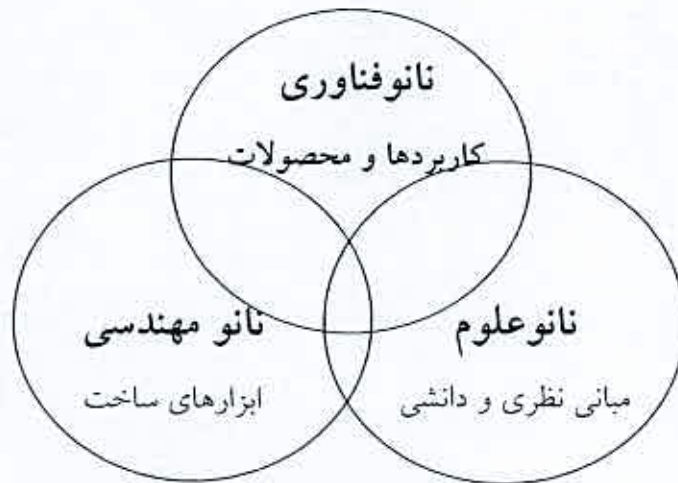 نانوفناوری
کاربردها و محصولات
نانوعلوم
مبانی نظری و دانشی
نانو مهندسی
ابزارهای ساخت